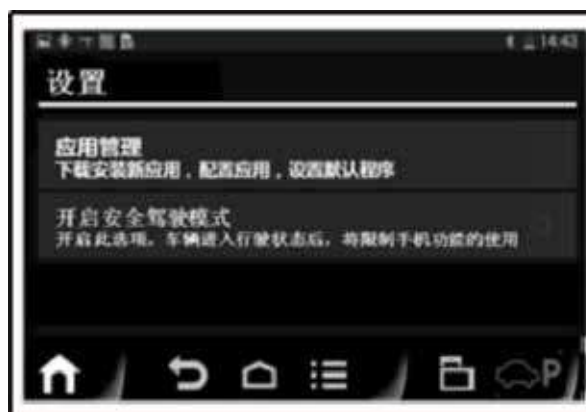 14:43
设置
应用管理
下载安装新应用，配置应用，设置默认程序
开启安全驾驶模式
开启此选项，车辆进入行驶状态后，将限制手机功能的使用
P